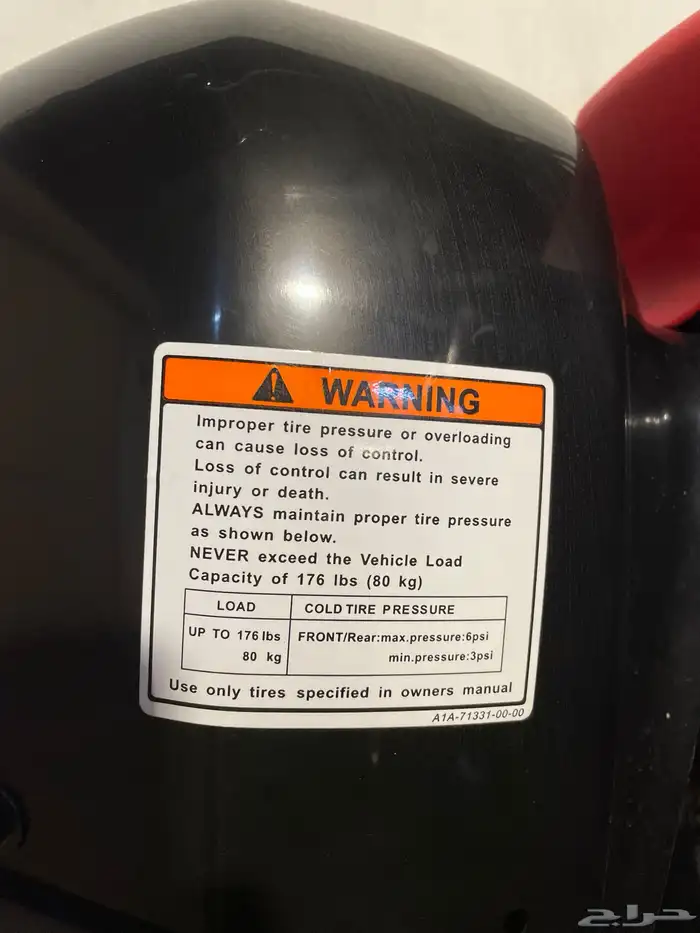 WARNING
Improper tire pressure or overloading
can cause loss of control.
Loss of control can result in severe
injury or death.
ALWAYS maintain proper tire pressure
as shown below.
NEVER exceed the Vehicle Load
Capacity of 176 lbs (80 kg)
LOAD COLD TIRE PRESSURE
UP TO 176 lbs FRONT/Rear:max.pressure:6psi
80 kg min.pressure:3psi
Use only tires specified in owners manual
A1A-71331-00-00
حراج